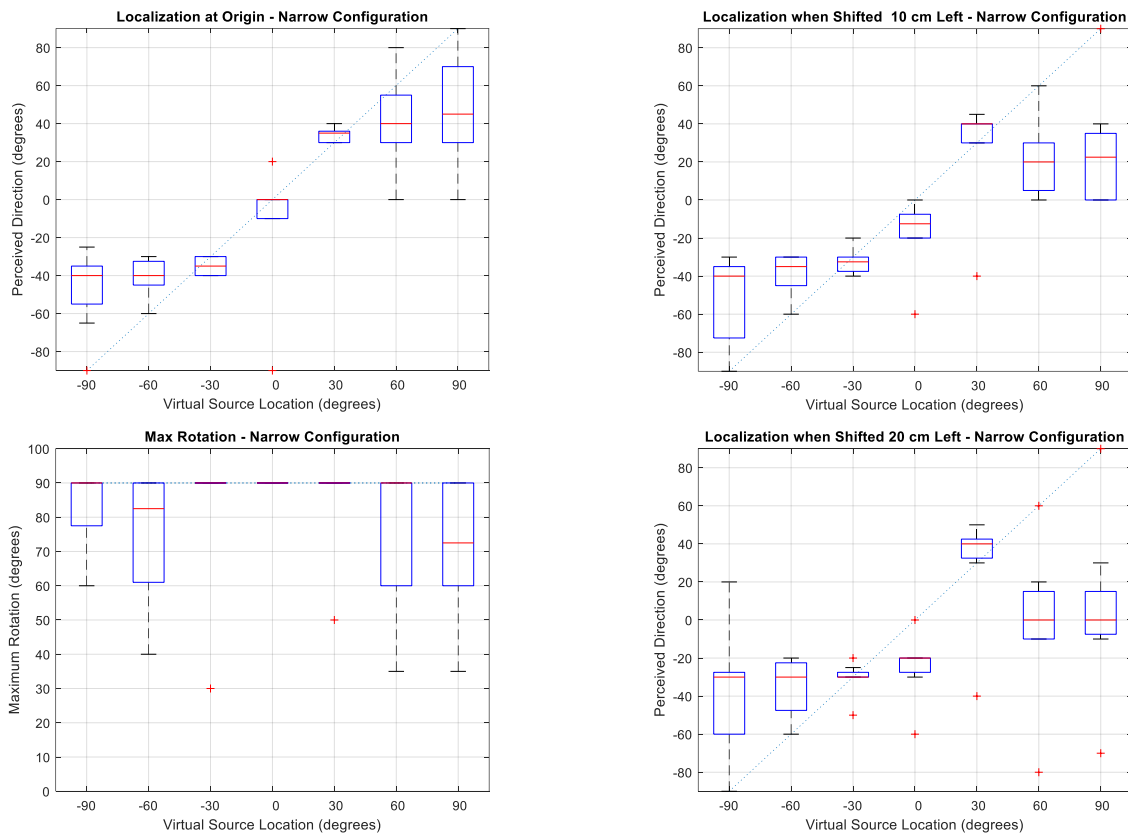 Localization at Origin - Narrow Configuration
Perceived Direction (degrees)
80
60
40
20
0
-20
-40
-60
-80
-90 -60 -30 0 30 60 90
Virtual Source Location (degrees)
Localization when Shifted 10 cm Left - Narrow Configuration
Perceived Direction (degrees)
80
60
40
20
0
-20
-40
-60
-80
-90 -60 -30 0 30 60 90
Virtual Source Location (degrees)
Max Rotation - Narrow Configuration
Maximum Rotation (degrees)
100
90
80
70
60
50
40
30
20
10
0
-90 -60 -30 0 30 60 90
Virtual Source Location (degrees)
Localization when Shifted 20 cm Left - Narrow Configuration
Perceived Direction (degrees)
80
60
40
20
0
-20
-40
-60
-80
-90 -60 -30 0 30 60 90
Virtual Source Location (degrees)